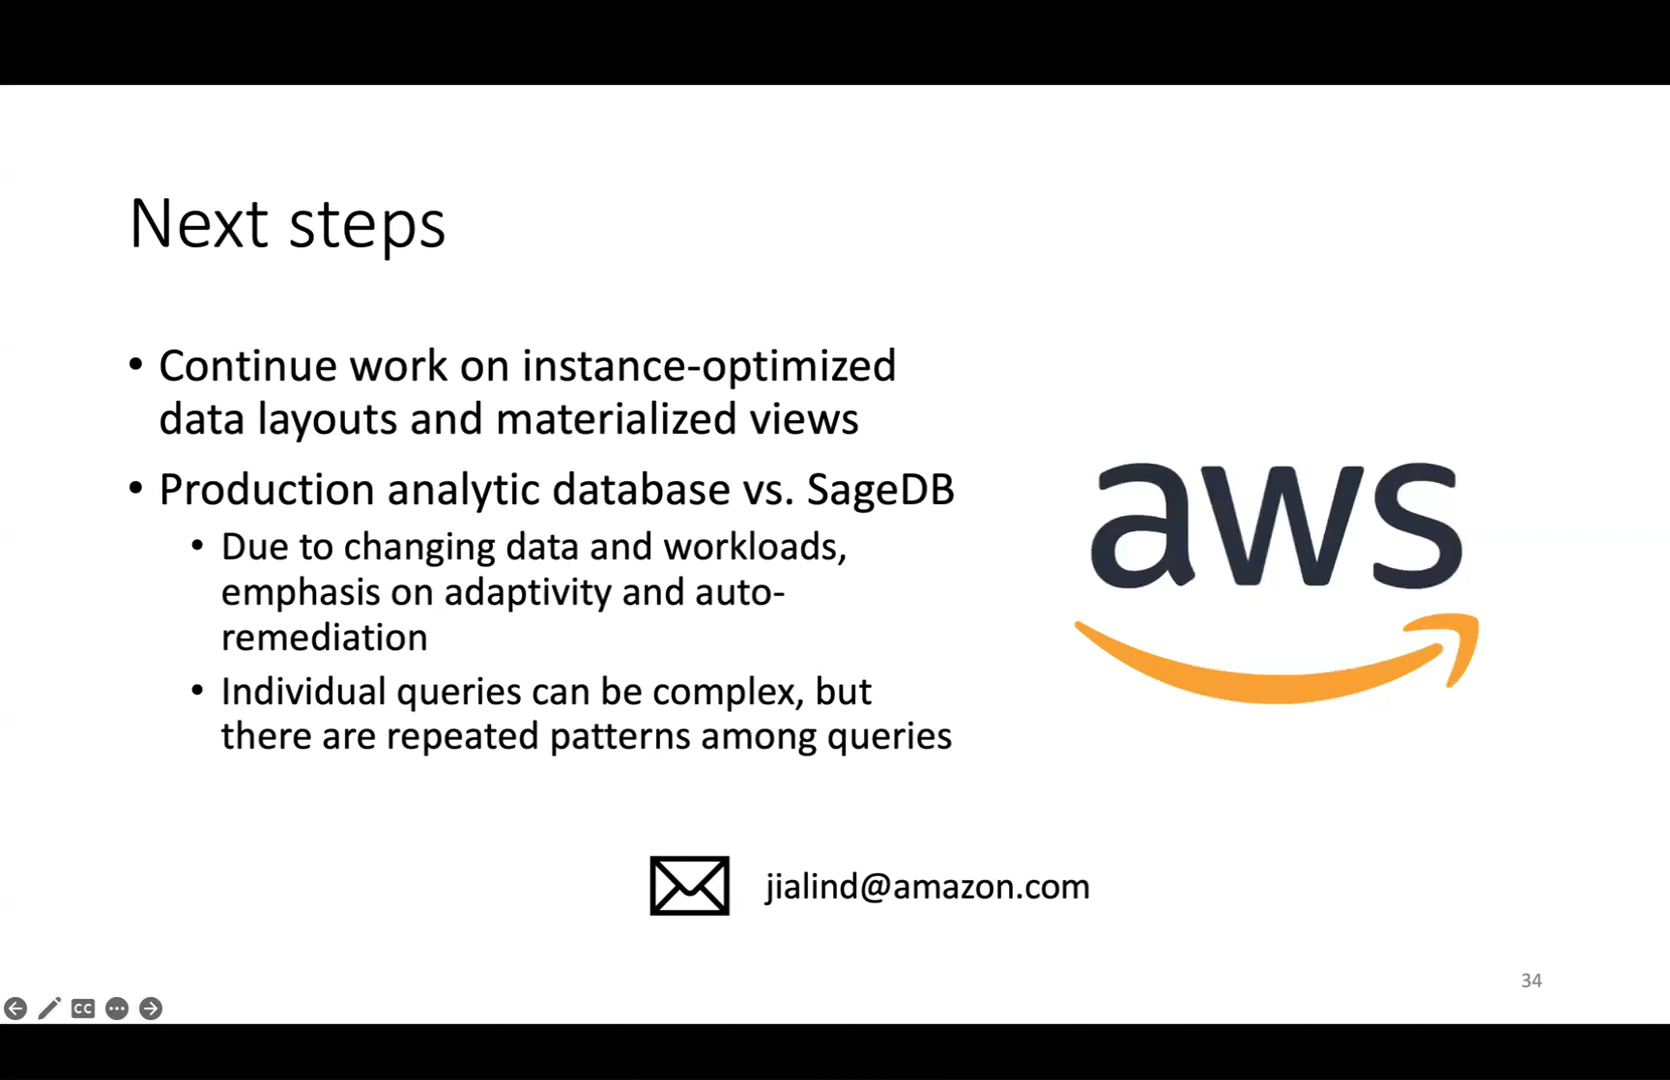 Next steps
• Continue work on instance-optimized
data layouts and materialized views
• Production analytic database vs. SageDB
• Due to changing data and workloads,
emphasis on adaptivity and auto-
remediation
• Individual queries can be complex, but
there are repeated patterns among queries
aws
jialind@amazon.com
34
CC